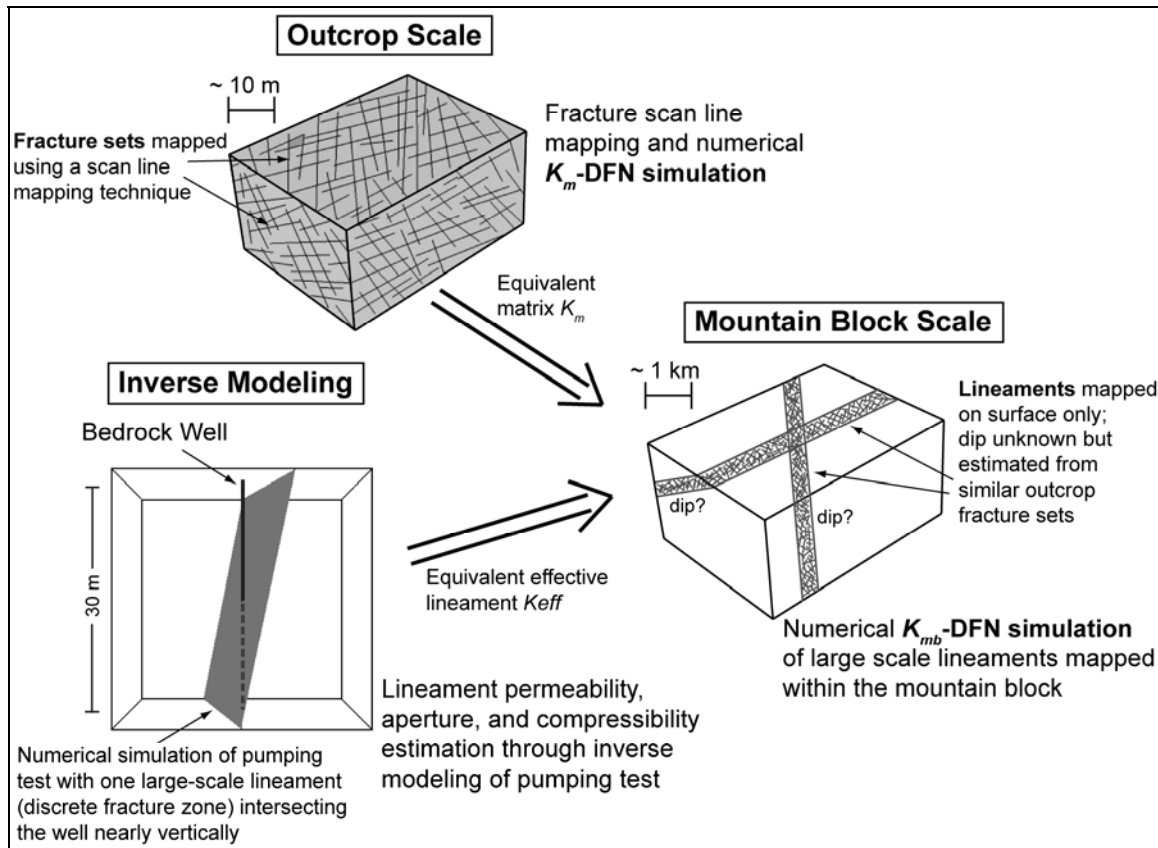 Outcrop Scale
~ 10 m
Fracture sets mapped
using a scan line
mapping technique
Fracture scan line
mapping and numerical
Km-DFN simulation
Equivalent
matrix Km
Inverse Modeling
Bedrock Well
30 m
Numerical simulation of pumping
test with one large-scale lineament
(discrete fracture zone) intersecting
the well nearly vertically
Equivalent effective
lineament Keff
Lineament permeability,
aperture, and compressibility
estimation through inverse
modeling of pumping test
Mountain Block Scale
~ 1 km
Lineaments mapped
on surface only;
dip unknown but
estimated from
similar outcrop
fracture sets
dip?
dip?
Numerical Kmb-DFN simulation
of large scale lineaments mapped
within the mountain block